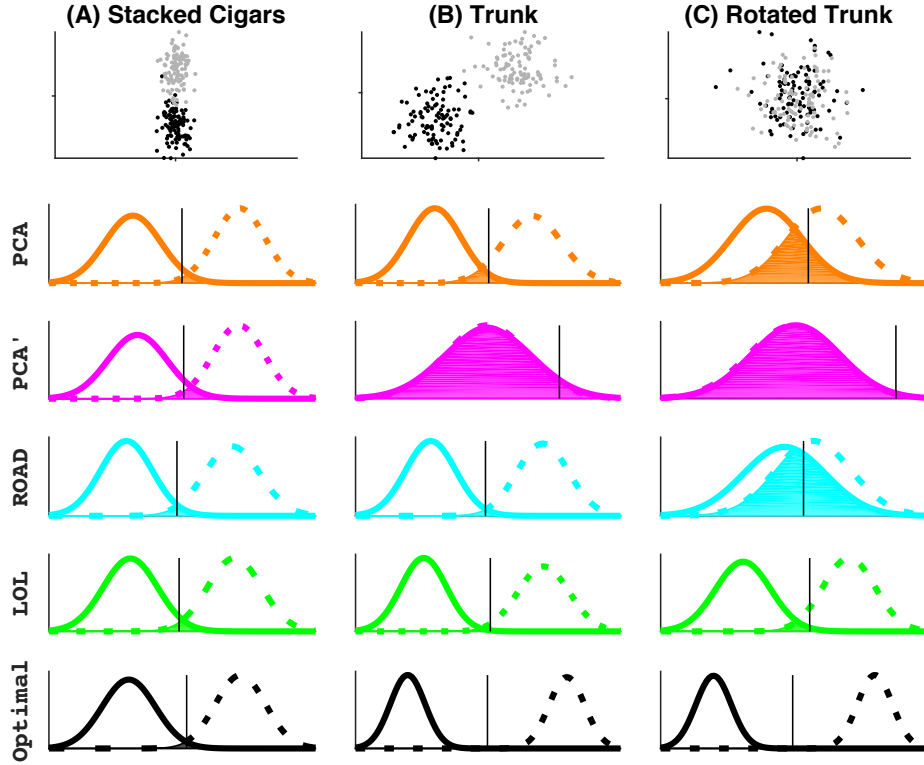 (A) Stacked Cigars
(B) Trunk
(C) Rotated Trunk
PCA
PCA'
ROAD
LOL
Optimal